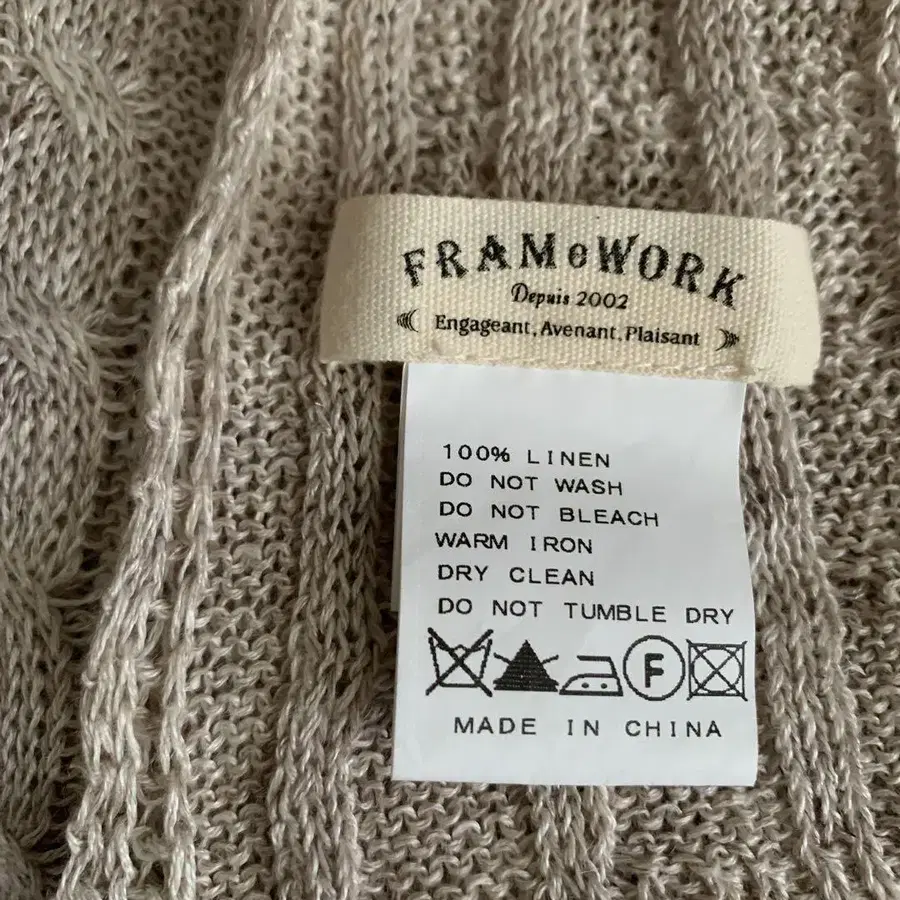 FRAMeWORK
Depuis 2002
Engageant, Avenant, Plaisant
100% LINEN
DO NOT WASH
DO NOT BLEACH
WARM IRON
DRY CLEAN
DO NOT TUMBLE DRY
F
MADE IN CHINA